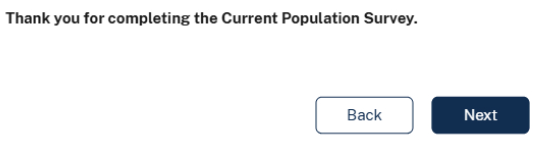 Thank you for completing the Current Population Survey.
Back Next